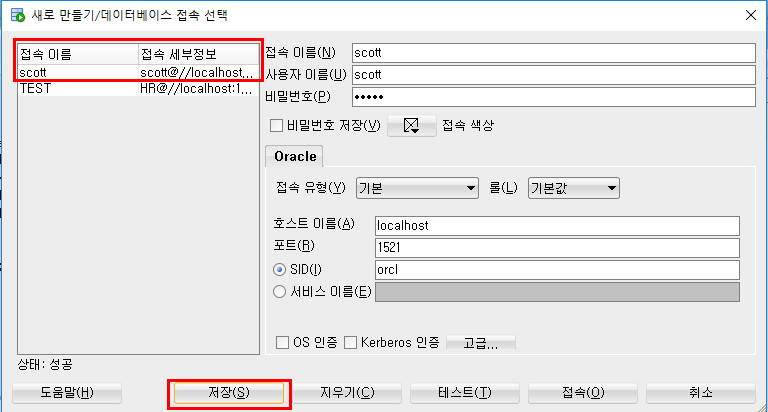 새로 만들기/데이터베이스 접속 선택
접속 이름 접속 세부정보
scott scott@//localhost...
TEST HR@//localhost:1...
접속 이름(N) scott
사용자 이름(U) scott
비밀번호(P) •••••
비밀번호 저장(V) 접속 색상
Oracle
접속 유형(Y) 기본 롤(L) 기본값
호스트 이름(A) localhost
포트(R) 1521
SID(I) orcl
서비스 이름(E)
OS 인증 Kerberos 인증 고급...
상태: 성공
도움말(H) 저장(S) 지우기(C) 테스트(T) 접속(O) 취소